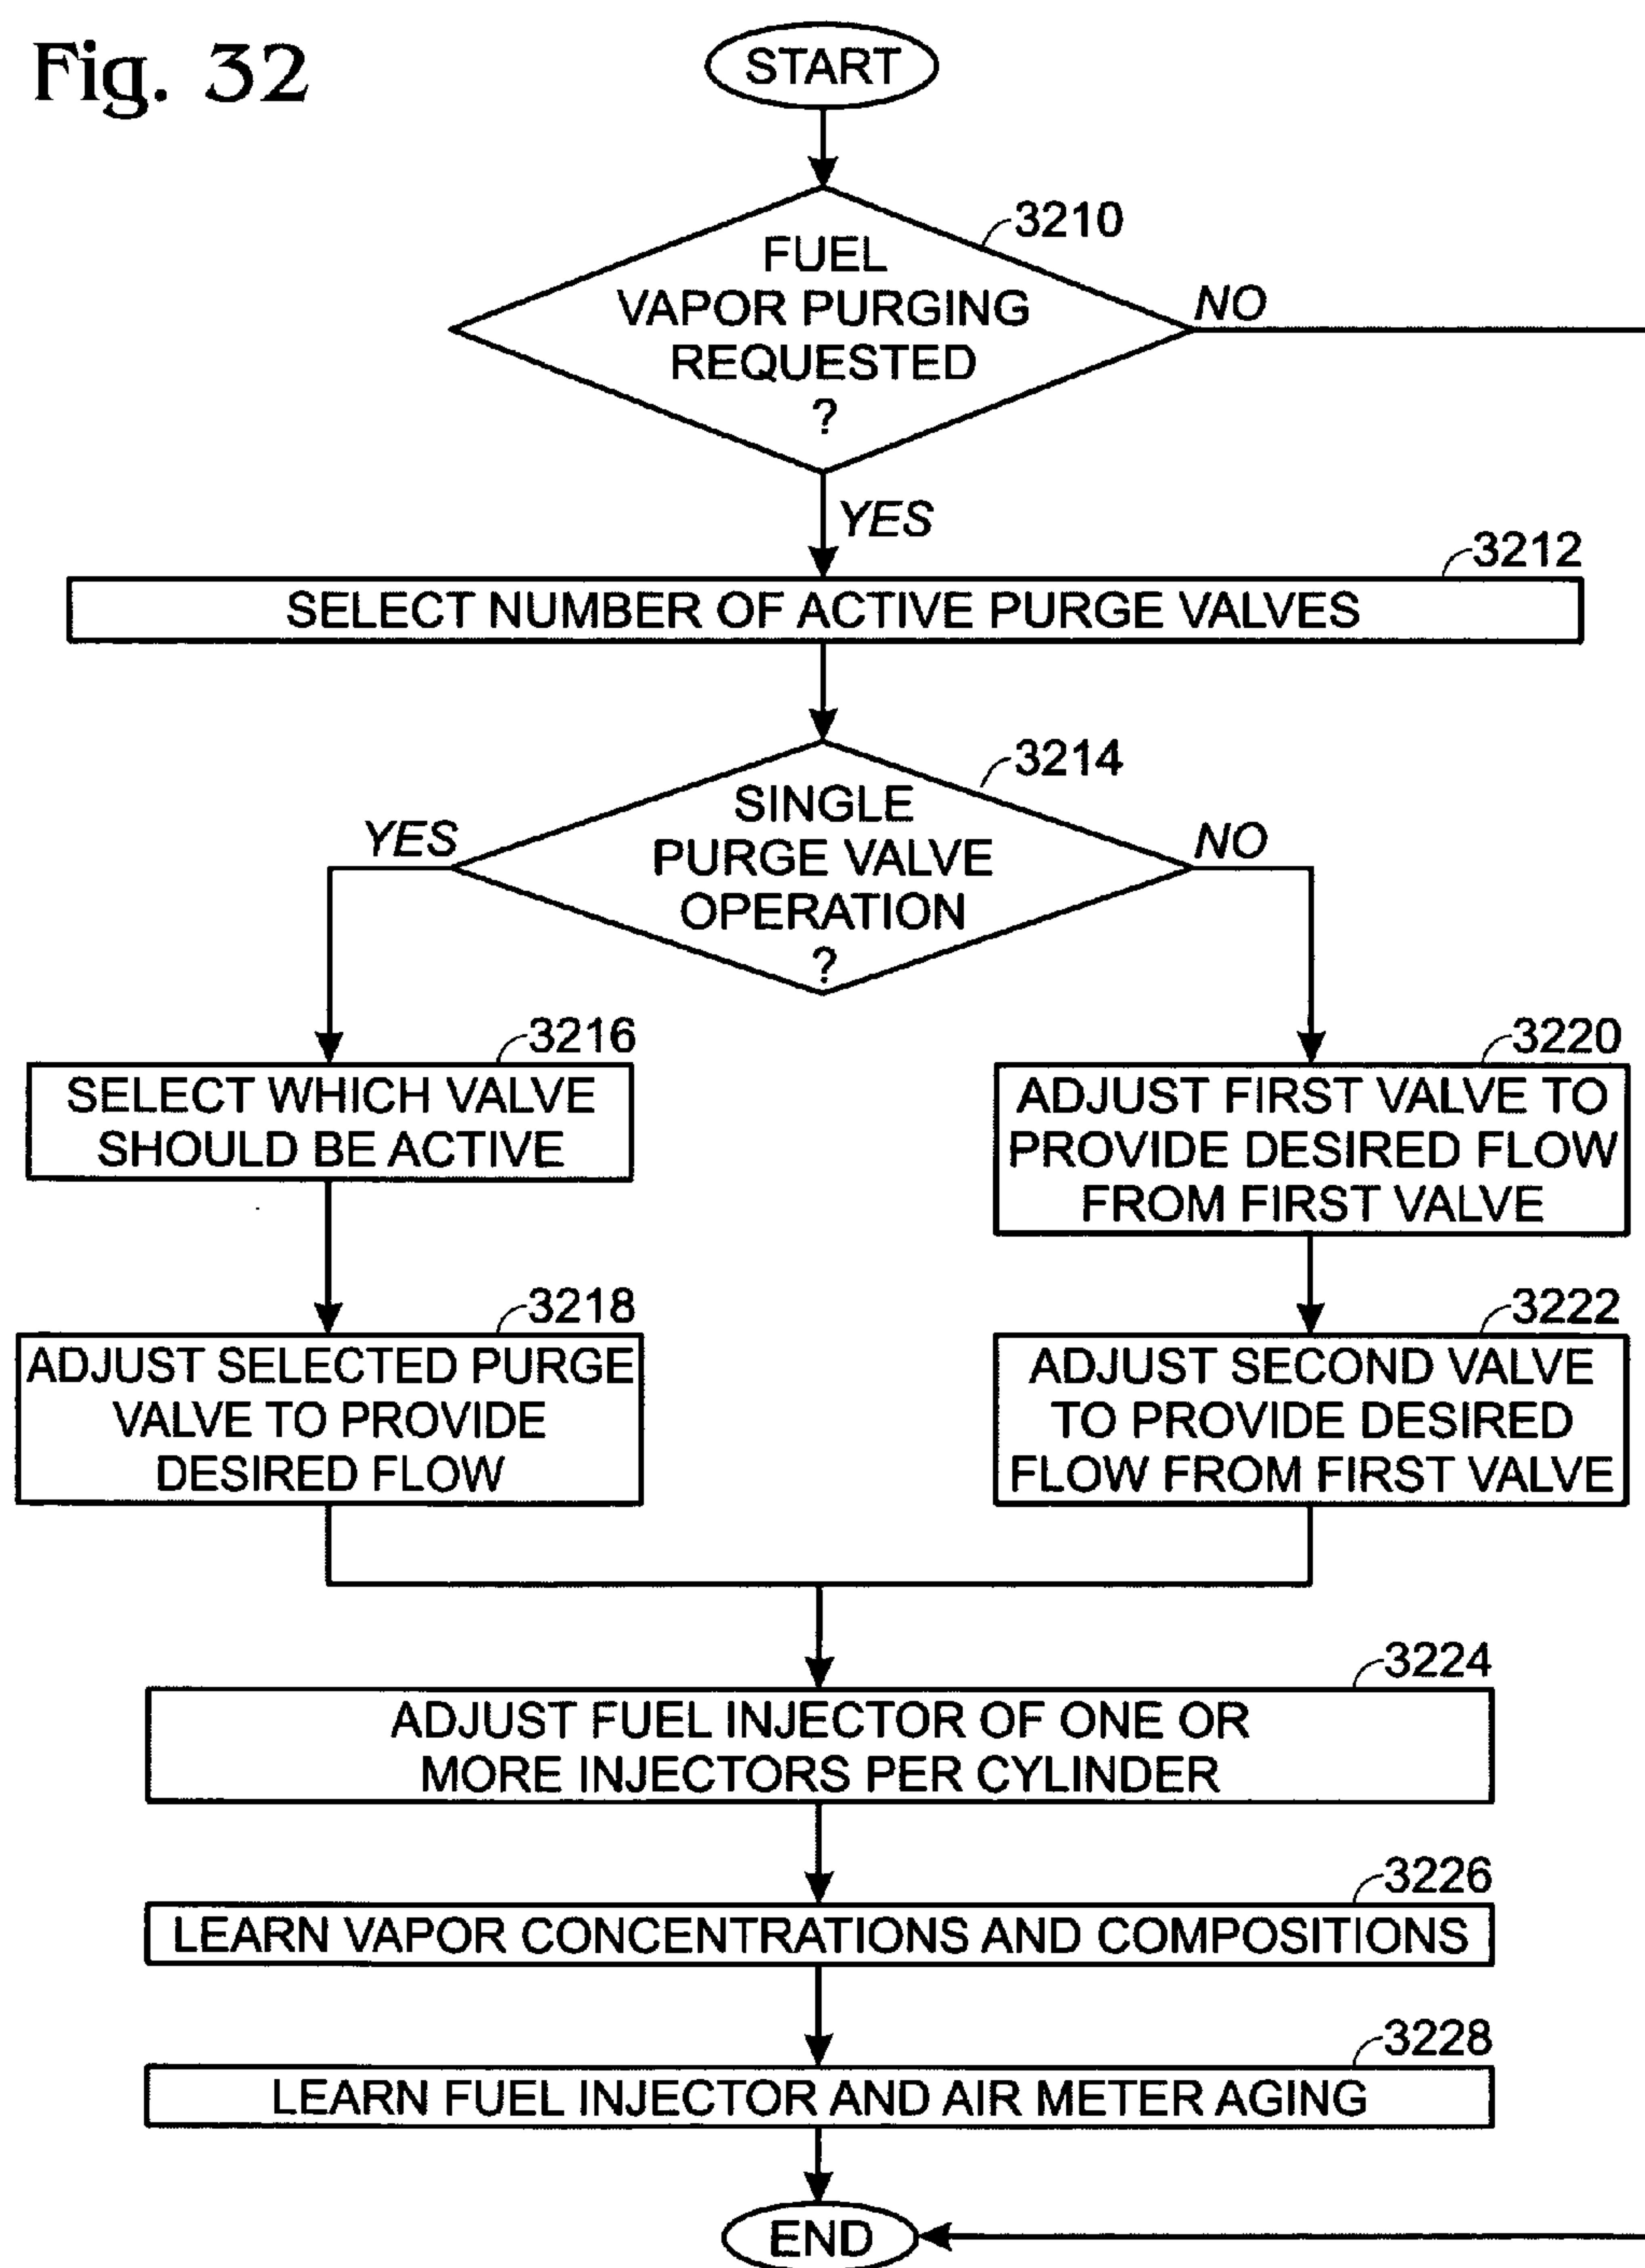 Fig. 32
START
3210
FUEL
VAPOR PURGING
REQUESTED
?
NO
YES
3212
SELECT NUMBER OF ACTIVE PURGE VALVES
3214
SINGLE
PURGE VALVE
OPERATION
?
YES
NO
3216
SELECT WHICH VALVE
SHOULD BE ACTIVE
3220
ADJUST FIRST VALVE TO
PROVIDE DESIRED FLOW
FROM FIRST VALVE
3218
ADJUST SELECTED PURGE
VALVE TO PROVIDE
DESIRED FLOW
3222
ADJUST SECOND VALVE
TO PROVIDE DESIRED
FLOW FROM FIRST VALVE
3224
ADJUST FUEL INJECTOR OF ONE OR
MORE INJECTORS PER CYLINDER
3226
LEARN VAPOR CONCENTRATIONS AND COMPOSITIONS
3228
LEARN FUEL INJECTOR AND AIR METER AGING
END